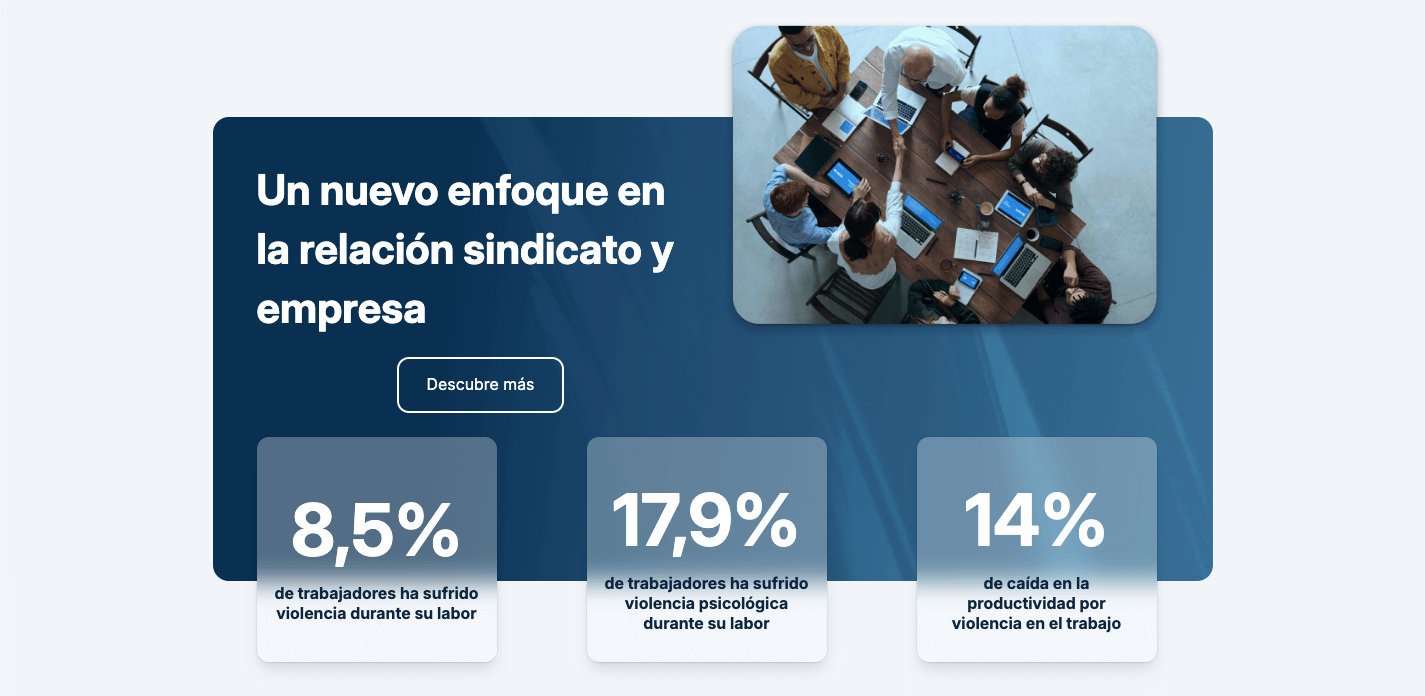 Un nuevo enfoque en
la relación sindicato y
empresa
Descubre más
8,5%
de trabajadores ha sufrido
violencia durante su labor
17,9%
de trabajadores ha sufrido
violencia psicológica
durante su labor
14%
de caída en la
productividad por
violencia en el trabajo